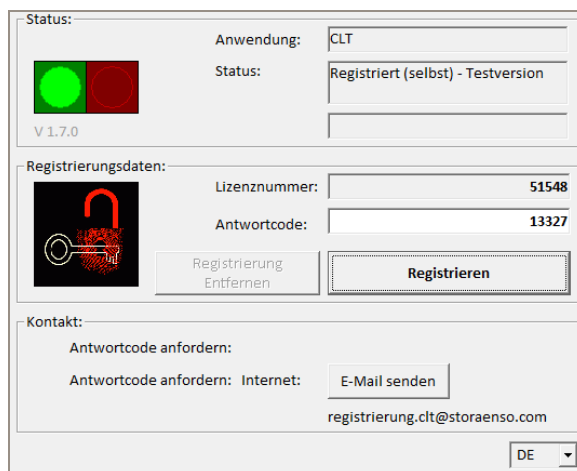 Status:
Anwendung: CLT
Status: Registriert (selbst) - Testversion
V 1.7.0
Registrierungsdaten:
Lizenznummer: 51548
Antwortcode: 13327
Registrierung
Entfernen
Registrieren
Kontakt:
Antwortcode anfordern:
Antwortcode anfordern: Internet: E-Mail senden
registrierung.clt@storaenso.com
DE